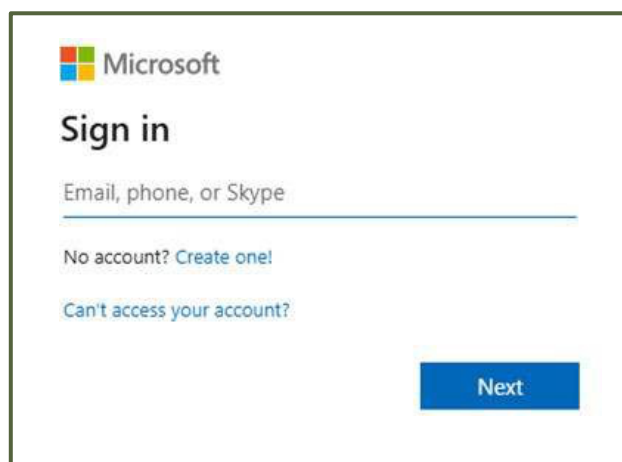 Microsoft
Sign in
Email, phone, or Skype
No account? Create one!
Can't access your account?
Next